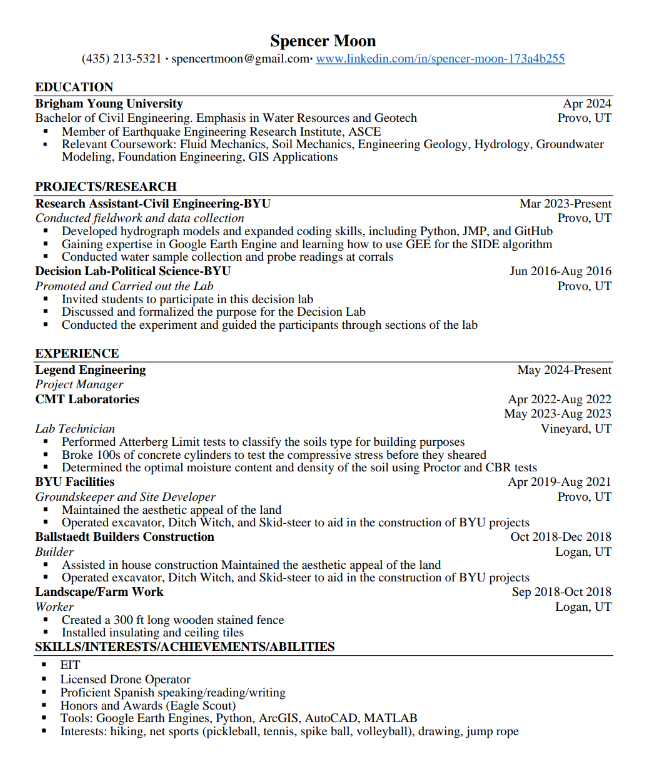 Spencer Moon
(435) 213-5321 · spencertmoon@gmail.com· www.linkedin.com/in/spencer-moon-173a4b255
EDUCATION
Brigham Young University Apr 2024
Bachelor of Civil Engineering. Emphasis in Water Resources and Geotech Provo, UT
▪ Member of Earthquake Engineering Research Institute, ASCE
▪ Relevant Coursework: Fluid Mechanics, Soil Mechanics, Engineering Geology, Hydrology, Groundwater
Modeling, Foundation Engineering, GIS Applications
PROJECTS/RESEARCH
Research Assistant-Civil Engineering-BYU Mar 2023-Present
Conducted fieldwork and data collection Provo, UT
▪ Developed hydrograph models and expanded coding skills, including Python, JMP, and GitHub
▪ Gaining expertise in Google Earth Engine and learning how to use GEE for the SIDE algorithm
▪ Conducted water sample collection and probe readings at corrals
Decision Lab-Political Science-BYU Jun 2016-Aug 2016
Promoted and Carried out the Lab Provo, UT
▪ Invited students to participate in this decision lab
▪ Discussed and formalized the purpose for the Decision Lab
▪ Conducted the experiment and guided the participants through sections of the lab
EXPERIENCE
Legend Engineering May 2024-Present
Project Manager
CMT Laboratories Apr 2022-Aug 2022
May 2023-Aug 2023
Lab Technician Vineyard, UT
▪ Performed Atterberg Limit tests to classify the soils type for building purposes
▪ Broke 100s of concrete cylinders to test the compressive stress before they sheared
▪ Determined the optimal moisture content and density of the soil using Proctor and CBR tests
BYU Facilities Apr 2019-Aug 2021
Groundskeeper and Site Developer Provo, UT
▪ Maintained the aesthetic appeal of the land
▪ Operated excavator, Ditch Witch, and Skid-steer to aid in the construction of BYU projects
Ballstaedt Builders Construction Oct 2018-Dec 2018
Builder Logan, UT
▪ Assisted in house construction Maintained the aesthetic appeal of the land
▪ Operated excavator, Ditch Witch, and Skid-steer to aid in the construction of BYU projects
Landscape/Farm Work Sep 2018-Oct 2018
Worker Logan, UT
▪ Created a 300 ft long wooden stained fence
▪ Installed insulating and ceiling tiles
SKILLS/INTERESTS/ACHIEVEMENTS/ABILITIES
▪ EIT
▪ Licensed Drone Operator
▪ Proficient Spanish speaking/reading/writing
▪ Honors and Awards (Eagle Scout)
▪ Tools: Google Earth Engines, Python, ArcGIS, AutoCAD, MATLAB
▪ Interests: hiking, net sports (pickleball, tennis, spike ball, volleyball), drawing, jump rope